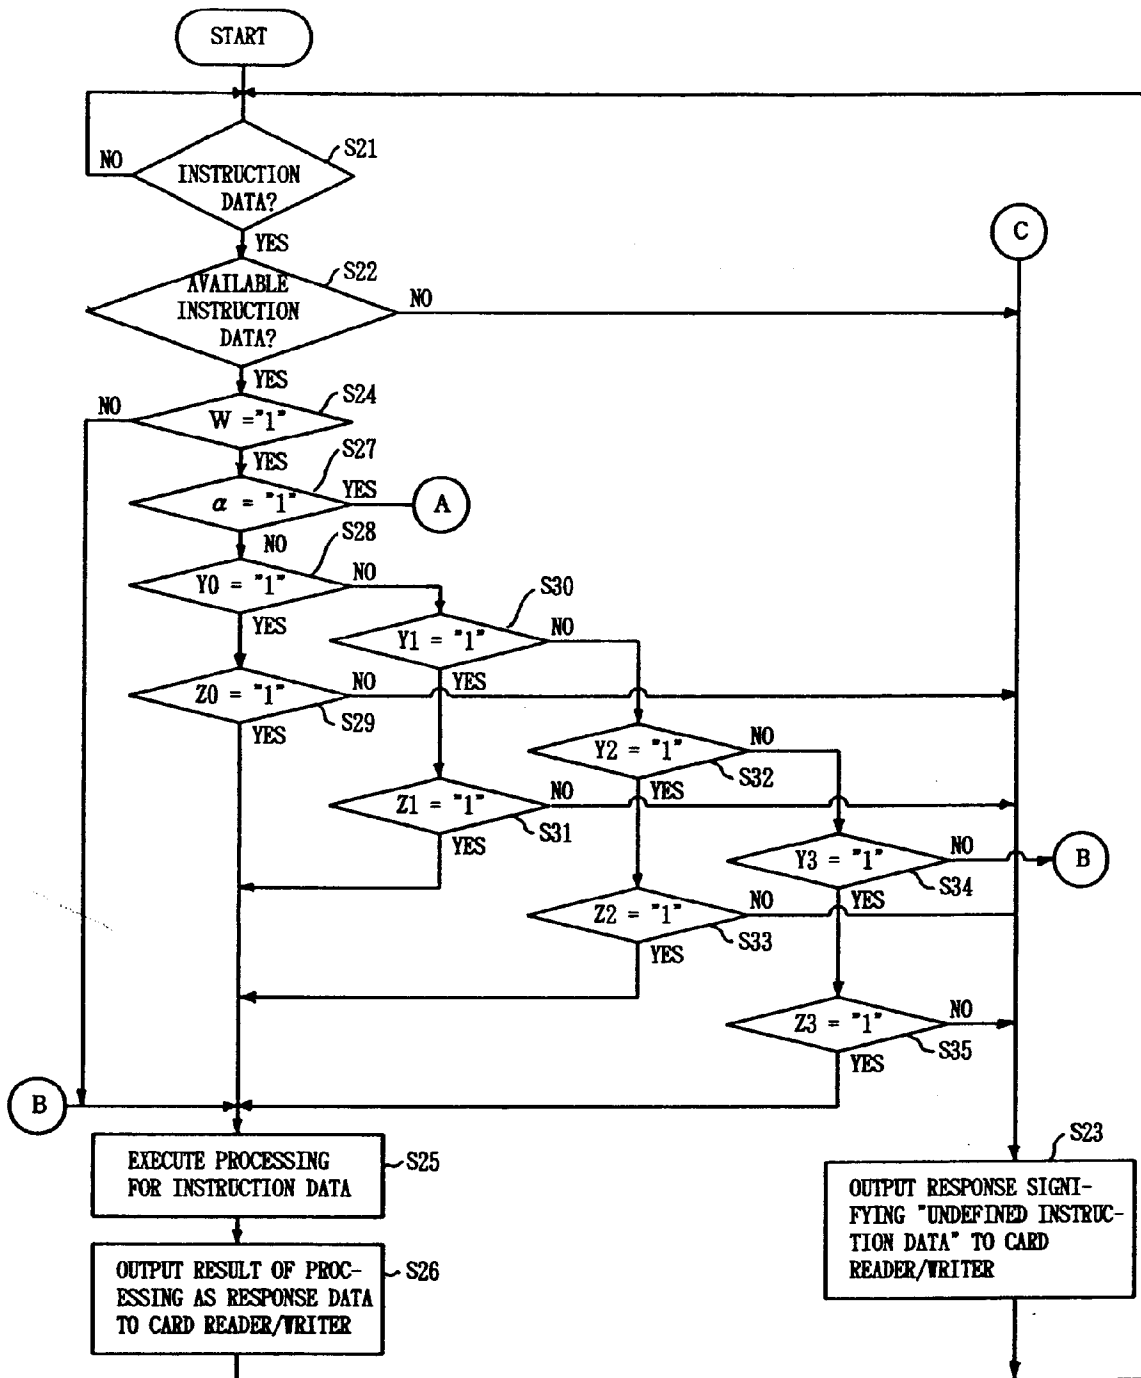 START
S21
NO
INSTRUCTION
DATA?
YES
C
S22
AVAILABLE
INSTRUCTION
DATA?
NO
YES
S24
NO
W ="1"
YES
S27
α = "1"
YES
A
NO
S28
Y0 = "1"
NO
S30
YES
Y1 = "1"
NO
Z0 = "1"
NO
YES
S29
YES
Y2 = "1"
NO
S32
Z1 = "1"
NO
YES
S31
YES
Y3 = "1"
NO
B
S34
Z2 = "1"
NO
YES
S33
YES
Z3 = "1"
NO
S35
YES
B
S25
EXECUTE PROCESSING
FOR INSTRUCTION DATA
S23
OUTPUT RESPONSE SIGNI-
FYING "UNDEFINED INSTRUC-
TION DATA" TO CARD
READER/WRITER
S26
OUTPUT RESULT OF PROC-
ESSING AS RESPONSE DATA
TO CARD READER/WRITER